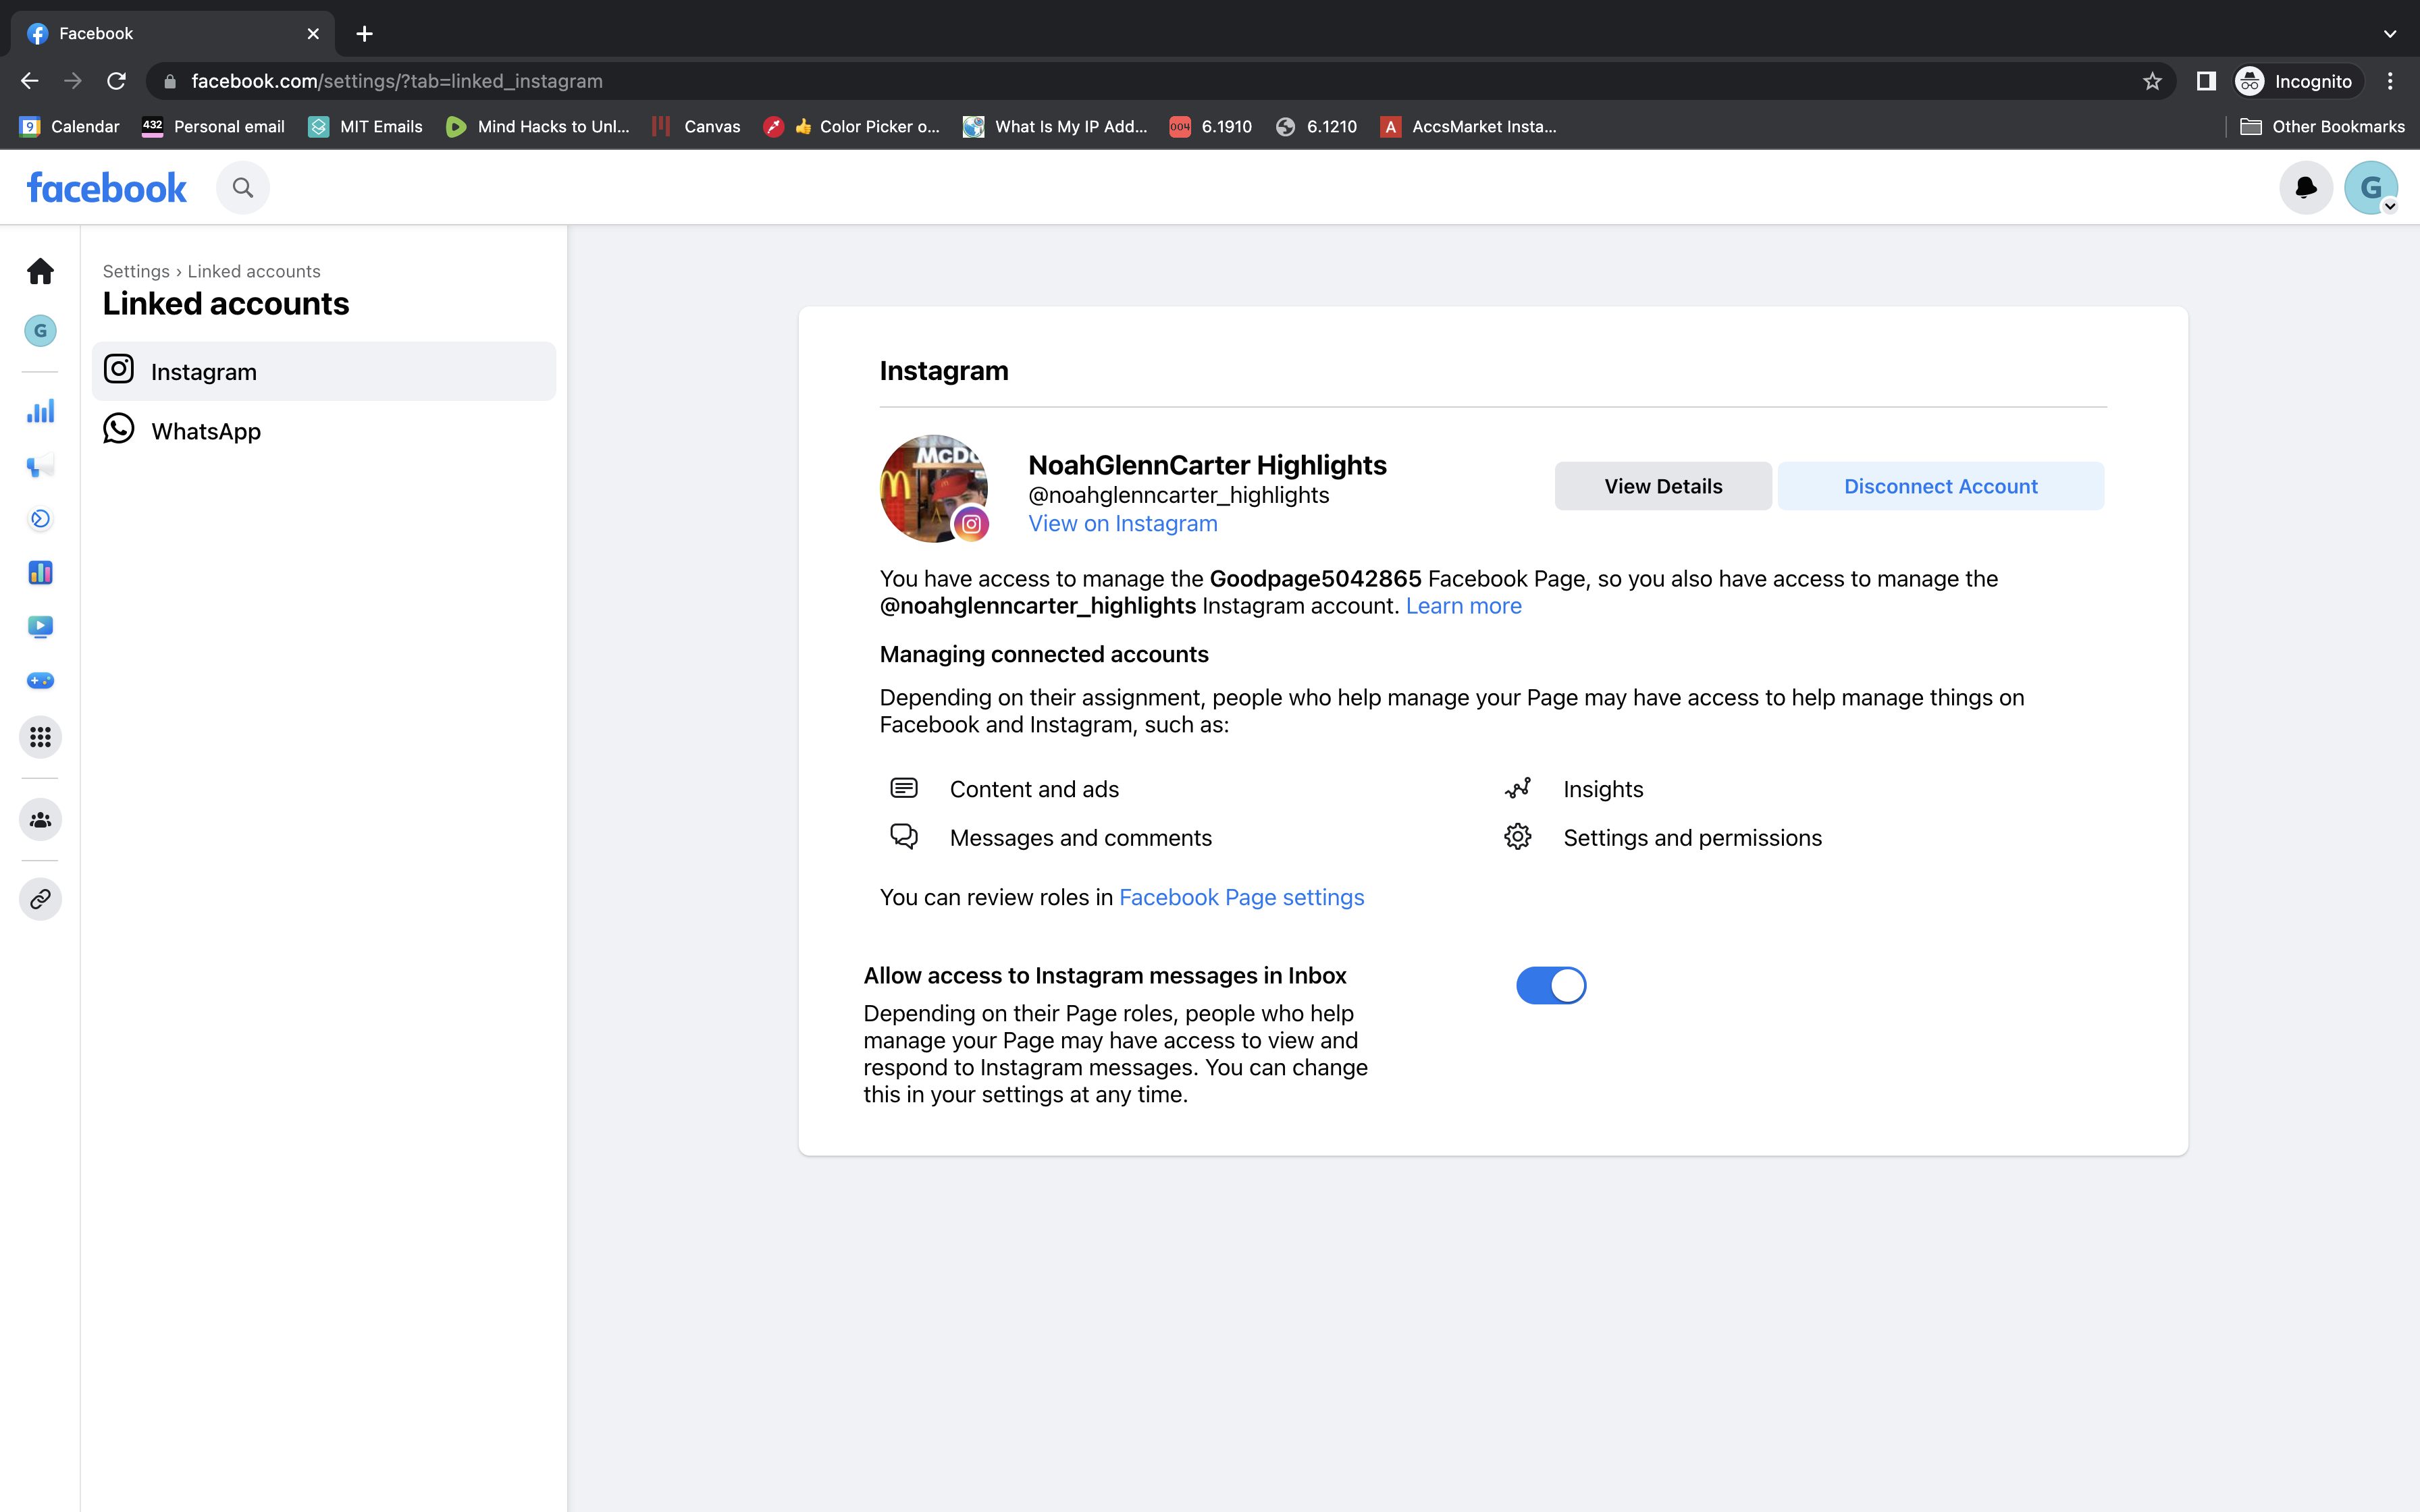 Facebook
facebook.com/settings/?tab=linked_instagram
Incognito
9 Calendar 432 Personal email MIT Emails Mind Hacks to Unl... Canvas 👍 Color Picker o... What Is My IP Add... 004 6.1910 6.1210 A AccsMarket Insta... Other Bookmarks
facebook
G
G
Settings › Linked accounts
Linked accounts
Instagram
WhatsApp
Instagram
McDo
NoahGlennCarter Highlights
@noahglenncarter_highlights
View on Instagram
View Details
Disconnect Account
You have access to manage the Goodpage5042865 Facebook Page, so you also have access to manage the
@noahglenncarter_highlights Instagram account. Learn more
Managing connected accounts
Depending on their assignment, people who help manage your Page may have access to help manage things on
Facebook and Instagram, such as:
Content and ads
Insights
Messages and comments
Settings and permissions
You can review roles in Facebook Page settings
Allow access to Instagram messages in Inbox
Depending on their Page roles, people who help
manage your Page may have access to view and
respond to Instagram messages. You can change
this in your settings at any time.